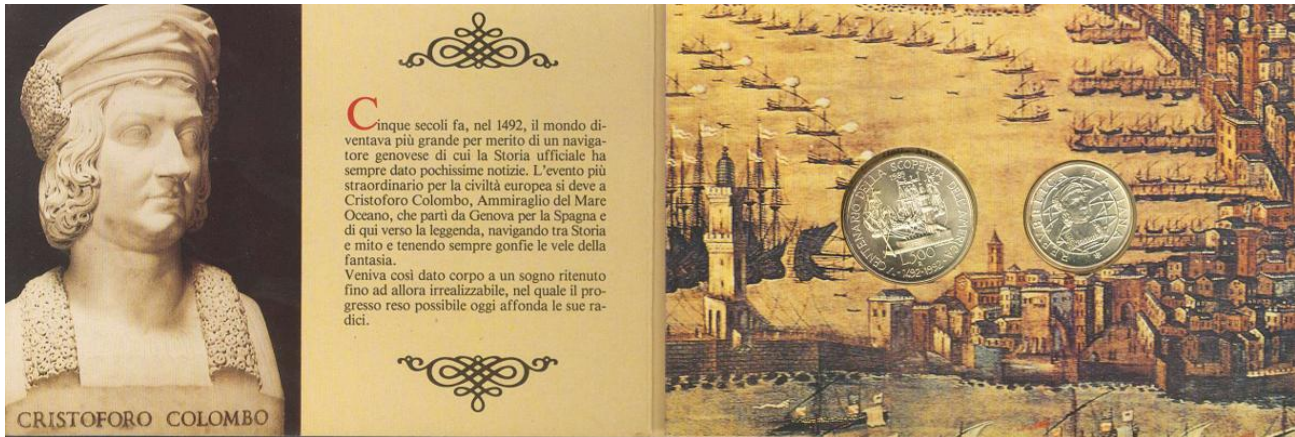 CRISTOFORO COLOMBO
Cinque secoli fa, nel 1492, il mondo di-
ventava più grande per merito di un naviga-
tore genovese di cui la Storia ufficiale ha
sempre dato pochissime notizie. L'evento più
straordinario per la civiltà europea si deve a
Cristoforo Colombo, Ammiraglio del Mare
Oceano, che partì da Genova per la Spagna e
di qui verso la leggenda, navigando tra Storia
e mito e tenendo sempre gonfie le vele della
fantasia.
Veniva così dato corpo a un sogno ritenuto
fino ad allora irrealizzabile, nel quale il pro-
gresso reso possibile oggi affonda le sue ra-
dici.
V CENTENARIO DELLA SCOPERTA DELL'AMERICA
1989
L.500
1492-1992
REPVBBLICA ITALIANA